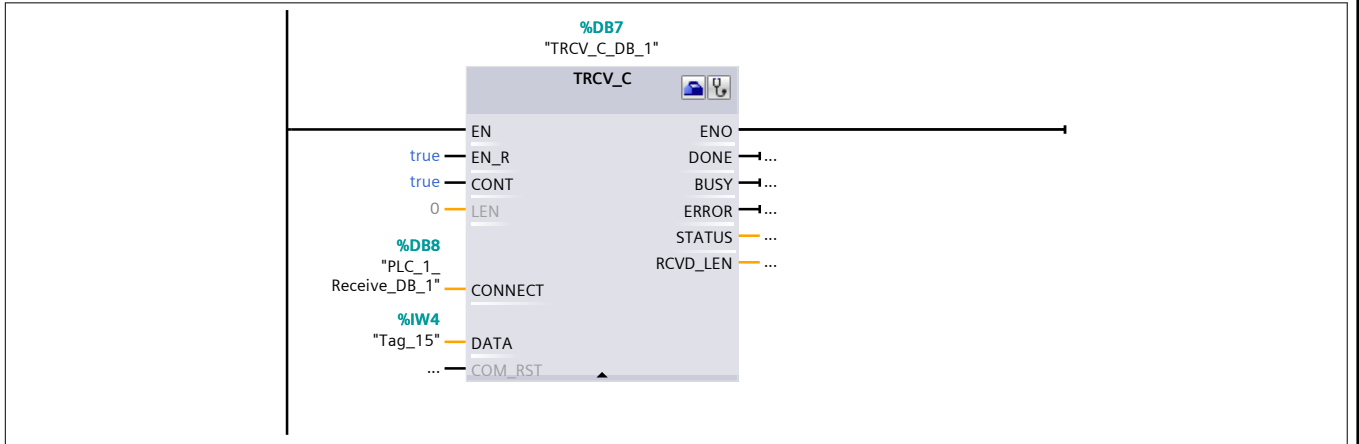 %DB7
"TRCV_C_DB_1"
TRCV_C
EN ENO
true EN_R DONE ...
true CONT BUSY ...
0 LEN ERROR ...
STATUS ...
%DB8
"PLC_1_
RCVD_LEN ...
Receive_DB_1" CONNECT
%IW4
"Tag_15" DATA
... COM_RST